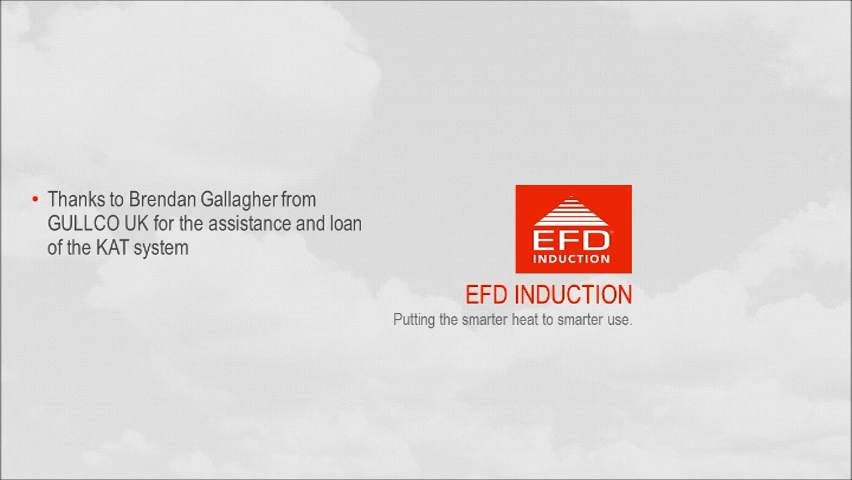 • Thanks to Brendan Gallagher from
GULLCO UK for the assistance and loan
of the KAT system
EFD
INDUCTION
EFD INDUCTION
Putting the smarter heat to smarter use.